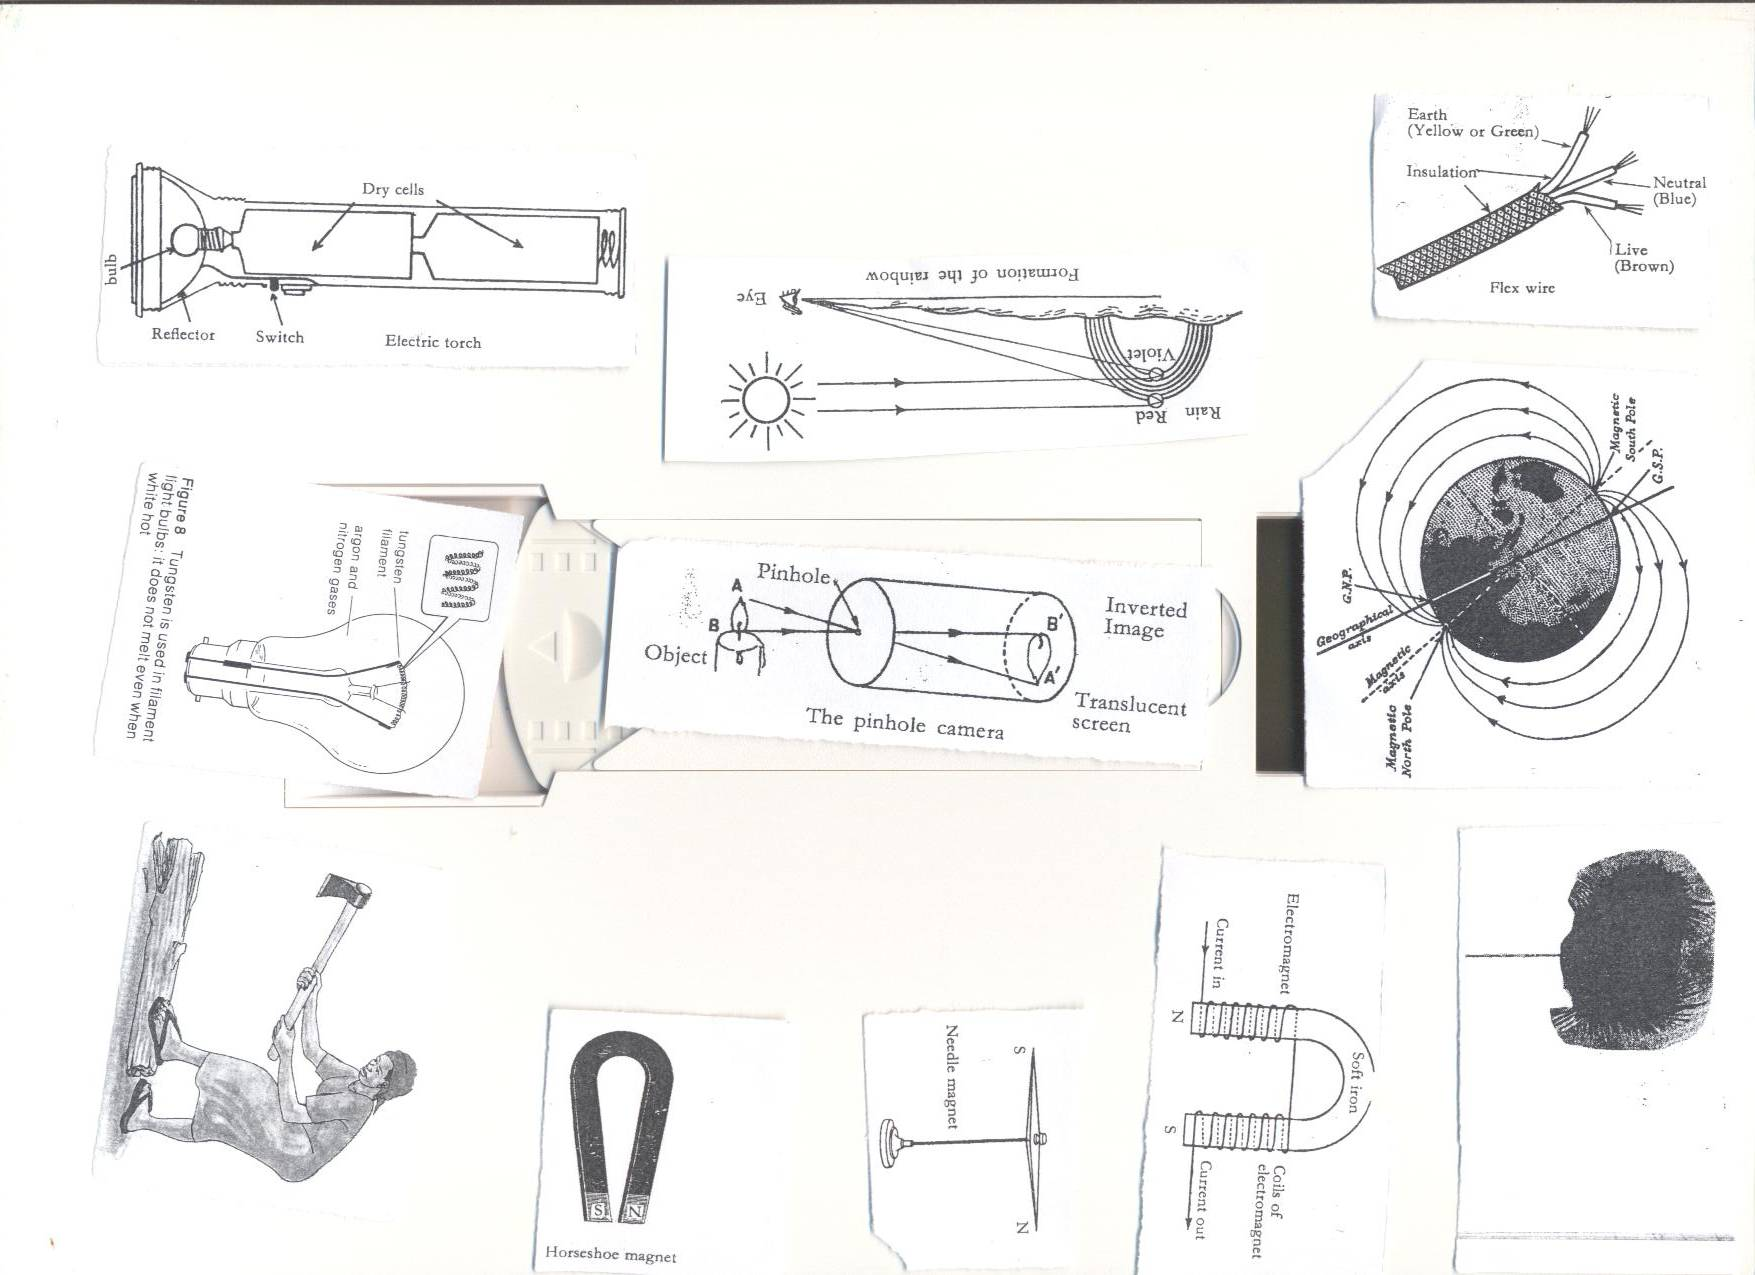 Dry cells
bulb
Reflector
Switch
Electric torch
Formation of the rainbow
Eye
Violet
Red
Rain
Earth
(Yellow or Green)
Insulation
Neutral
(Blue)
Live
(Brown)
Flex wire
Figure 8 Tungsten is used in filament
light bulbs: it does not melt even when
white hot
tungsten
filament
argon and
nitrogen gases
Pinhole
A
B
Object
B'
A'
Inverted
Image
Translucent
screen
The pinhole camera
Magnetic
South Pole
G.S.P.
G.N.P.
Geographical
axis
Magnetic
axis
Magnetic
North Pole
S
N
Horseshoe magnet
Needle magnet
S
N
Electromagnet
Current in
N
Soft iron
S
Coils of
electromagnet
Current out